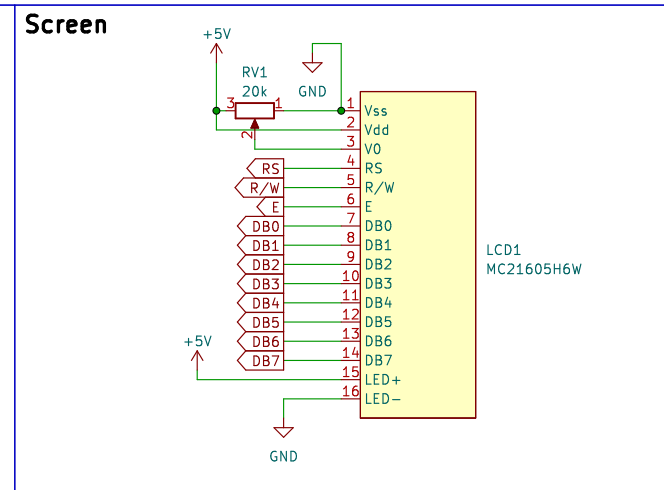 Screen
+5V
RV1
20k
GND
3
1
2
1 Vss
2 Vdd
3 V0
RS 4 RS
R/W 5 R/W
E 6 E
DB0 7 DB0
DB1 8 DB1
DB2 9 DB2
DB3 10 DB3
DB4 11 DB4
DB5 12 DB5
DB6 13 DB6
DB7 14 DB7
+5V
15 LED+
16 LED-
GND
LCD1
MC21605H6W